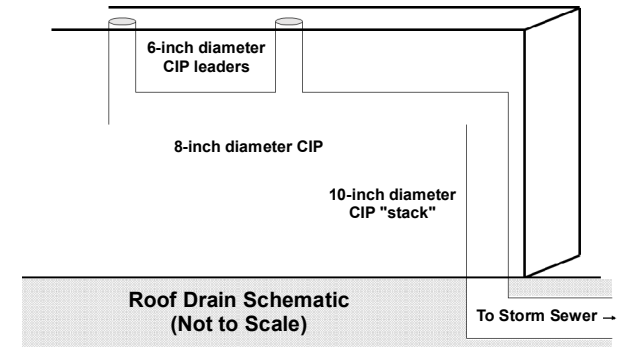 6-inch diameter
CIP leaders
8-inch diameter CIP
10-inch diameter
CIP "stack"
Roof Drain Schematic
(Not to Scale)
To Storm Sewer →